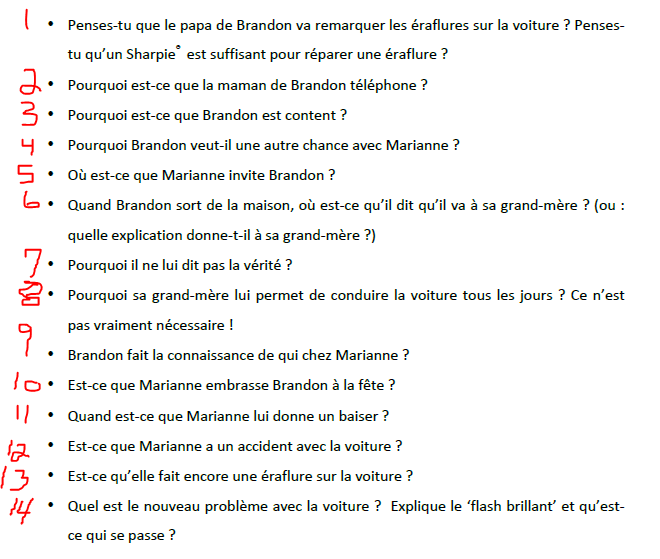 1 • Penses-tu que le papa de Brandon va remarquer les éraflures sur la voiture ? Penses-
tu qu'un Sharpie® est suffisant pour réparer une éraflure ?
2 • Pourquoi est-ce que la maman de Brandon téléphone ?
3 • Pourquoi est-ce que Brandon est content ?
4 • Pourquoi Brandon veut-il une autre chance avec Marianne ?
5 • Où est-ce que Marianne invite Brandon ?
6 • Quand Brandon sort de la maison, où est-ce qu'il dit qu'il va à sa grand-mère ? (ou :
quelle explication donne-t-il à sa grand-mère ?)
7 • Pourquoi il ne lui dit pas la vérité ?
8 • Pourquoi sa grand-mère lui permet de conduire la voiture tous les jours ? Ce n'est
pas vraiment nécessaire !
9 • Brandon fait la connaissance de qui chez Marianne ?
10 • Est-ce que Marianne embrasse Brandon à la fête ?
11 • Quand est-ce que Marianne lui donne un baiser ?
12 • Est-ce que Marianne a un accident avec la voiture ?
13 • Est-ce qu'elle fait encore une éraflure sur la voiture ?
14 • Quel est le nouveau problème avec la voiture ? Explique le 'flash brillant' et qu'est-
ce qui se passe ?